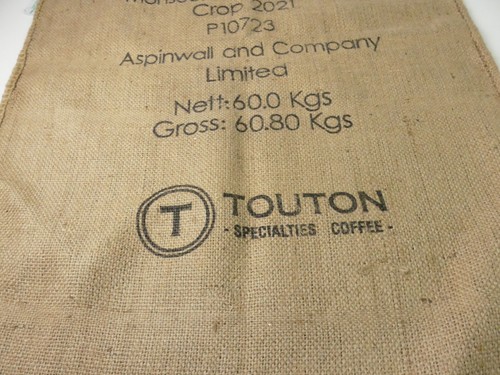 Crop 2021
P10723
Aspinwall and Company
Limited
Nett: 60.0 Kgs
Gross: 60.80 Kgs
T TOUTON
- SPECIALTIES COFFEE -